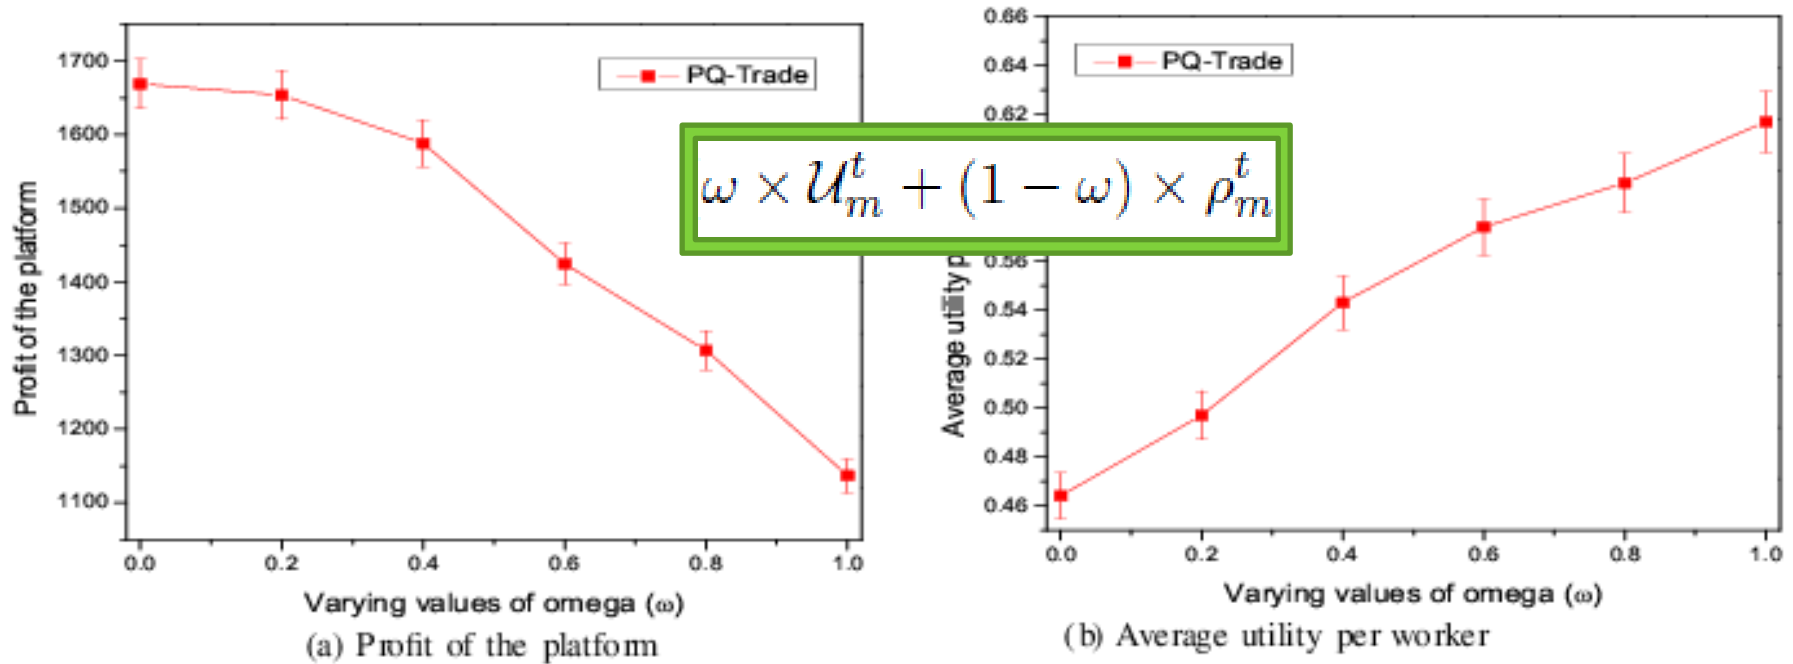 Profit of the platform
1700
1600
1500
1400
1300
1200
1100
0.0 0.2 0.4 0.6 0.8 1.0
PQ-Trade
Varying values of omega (ω)
(a) Profit of the platform
ω × 𝒰ₘᵗ + (1 − ω) × ρₘᵗ
Average utility p
0.66
0.64
0.62
0.56
0.54
0.52
0.50
0.48
0.46
0.0 0.2 0.4 0.6 0.8 1.0
PQ-Trade
Varying values of omega (ω)
(b) Average utility per worker